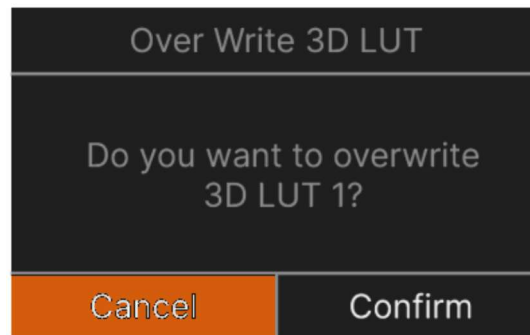 Over Write 3D LUT
Do you want to overwrite
3D LUT 1?
Cancel
Confirm